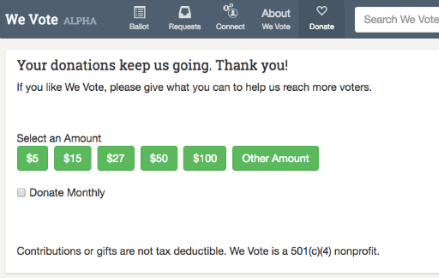 We Vote ALPHA
Ballot
Requests
Connect
About
We Vote
Donate
Search We Vote
Your donations keep us going. Thank you!
If you like We Vote, please give what you can to help us reach more voters.
Select an Amount
$5 $15 $27 $50 $100 Other Amount
Donate Monthly
Contributions or gifts are not tax deductible. We Vote is a 501(c)(4) nonprofit.